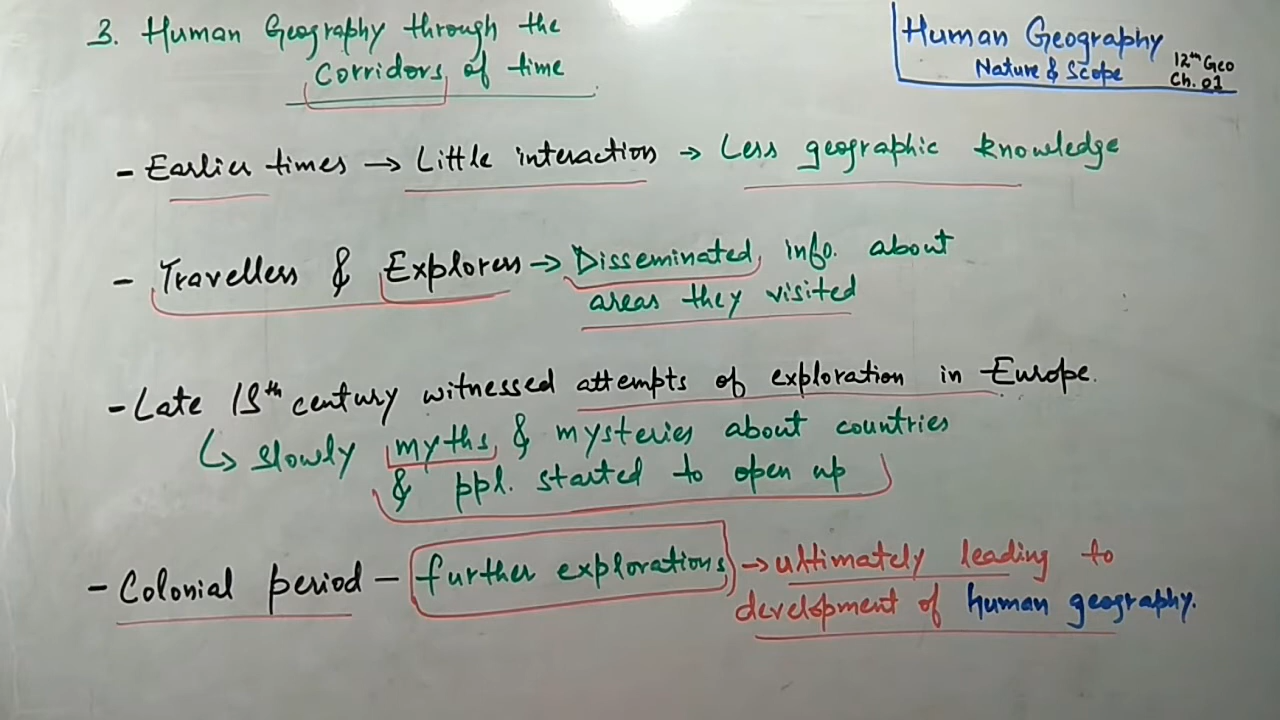 3. Human Geography through the
Corridors of time
Human Geography
Nature & Scope
12th Geo
Ch. 01
- Earlier times → Little interaction → Less geographic knowledge
- Travellers & Explorers → Disseminated info. about
areas they visited
- Late 15th century witnessed attempts of exploration in Europe.
↳ slowly myths & mysteries about countries
& ppl. started to open up
- Colonial period - further explorations → ultimately leading to
development of human geography.